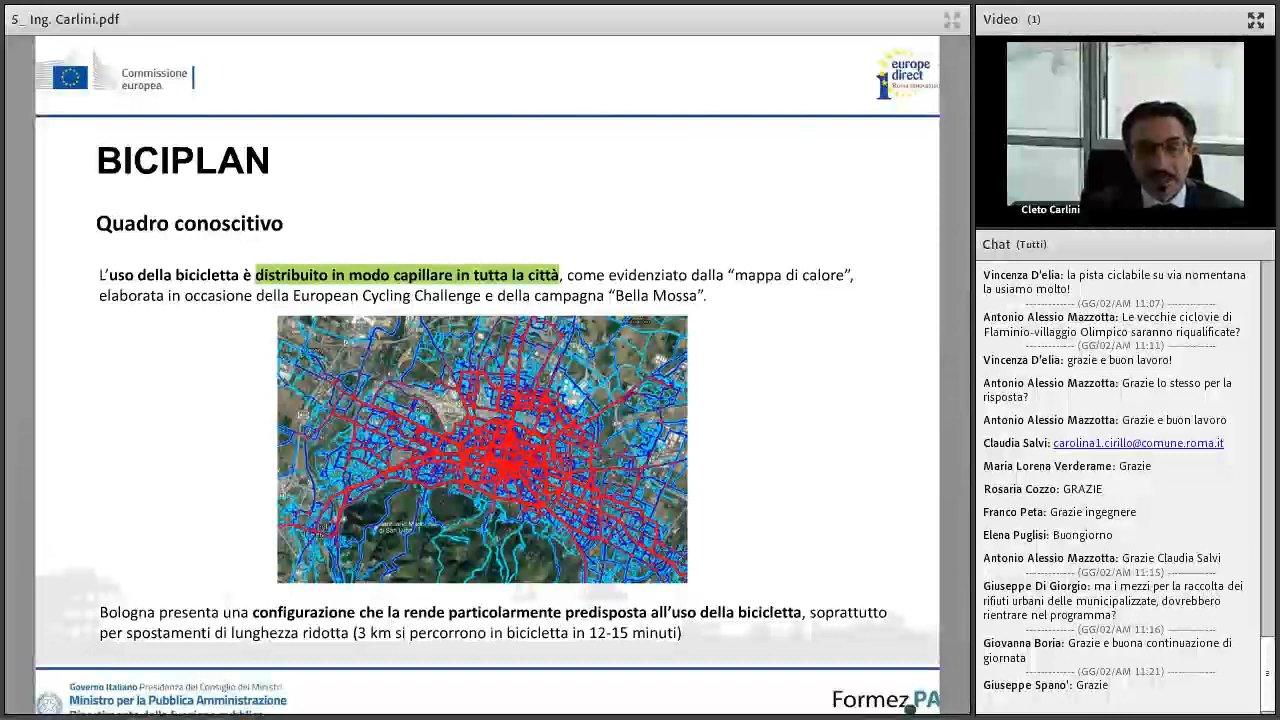 5_ Ing. Carlini.pdf
Commissione
europea
europe
direct
BICIPLAN
Quadro conoscitivo
L’uso della bicicletta è distribuito in modo capillare in tutta la città, come evidenziato dalla “mappa di calore”,
elaborata in occasione della European Cycling Challenge e della campagna “Bella Mossa”.
Bologna presenta una configurazione che la rende particolarmente predisposta all’uso della bicicletta, soprattutto
per spostamenti di lunghezza ridotta (3 km si percorrono in bicicletta in 12-15 minuti)
Governo Italiano Presidenza del Consiglio dei Ministri
Ministro per la Pubblica Amministrazione
Dipartimento della funzione pubblica
Formez PA
Video (1)
Cleto Carlini
Chat (Tutti)
Vincenza D'elia: la pista ciclabile su via nomentana
la usiamo molto!
(GG/02/AM 11:07)
Antonio Alessio Mazzotta: Le vecchie ciclovie di
Flaminio-villaggio Olimpico saranno riqualificate?
(GG/02/AM 11:11)
Vincenza D'elia: grazie e buon lavoro!
Antonio Alessio Mazzotta: Grazie lo stesso per la
risposta?
Antonio Alessio Mazzotta: Grazie e buon lavoro
Claudia Salvi: carolina1.cirillo@comune.roma.it
Maria Lorena Verderame: Grazie
Rosaria Cozzo: GRAZIE
Franco Peta: Grazie ingegnere
Elena Puglisi: Buongiorno
Antonio Alessio Mazzotta: Grazie Claudia Salvi
(GG/02/AM 11:15)
Giuseppe Di Giorgio: ma i mezzi per la raccolta dei
rifiuti urbani delle municipalizzate, dovrebbero
rientrare nel programma?
(GG/02/AM 11:16)
Giovanna Boria: Grazie e buona continuazione di
giornata
(GG/02/AM 11:21)
Giuseppe Spano': Grazie